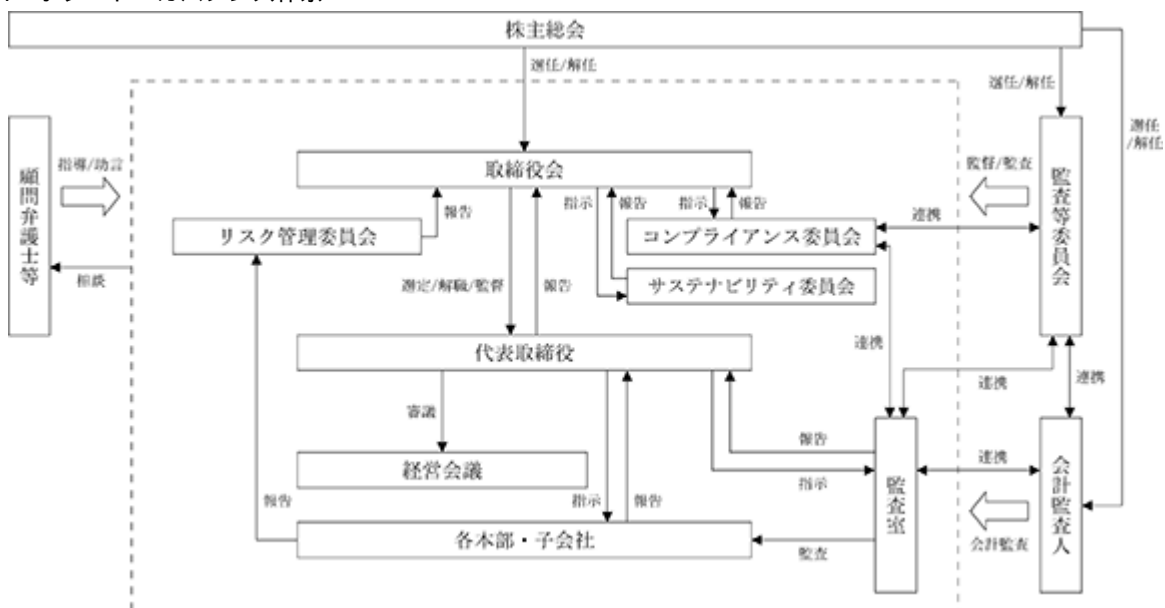 株主総会
選任/解任
選任/解任
選任
/解任
顧問弁護士等
指導/助言
相談
取締役会
監督/監査
監査等委員会
報告
指示
報告
指示
報告
リスク管理委員会
コンプライアンス委員会
連携
サステナビリティ委員会
選定/解職/監督
報告
代表取締役
連携
連携
連携
審議
報告
経営会議
指示
連携
報告
指示
報告
各本部・子会社
監査
監査室
会計監査
会計監査人